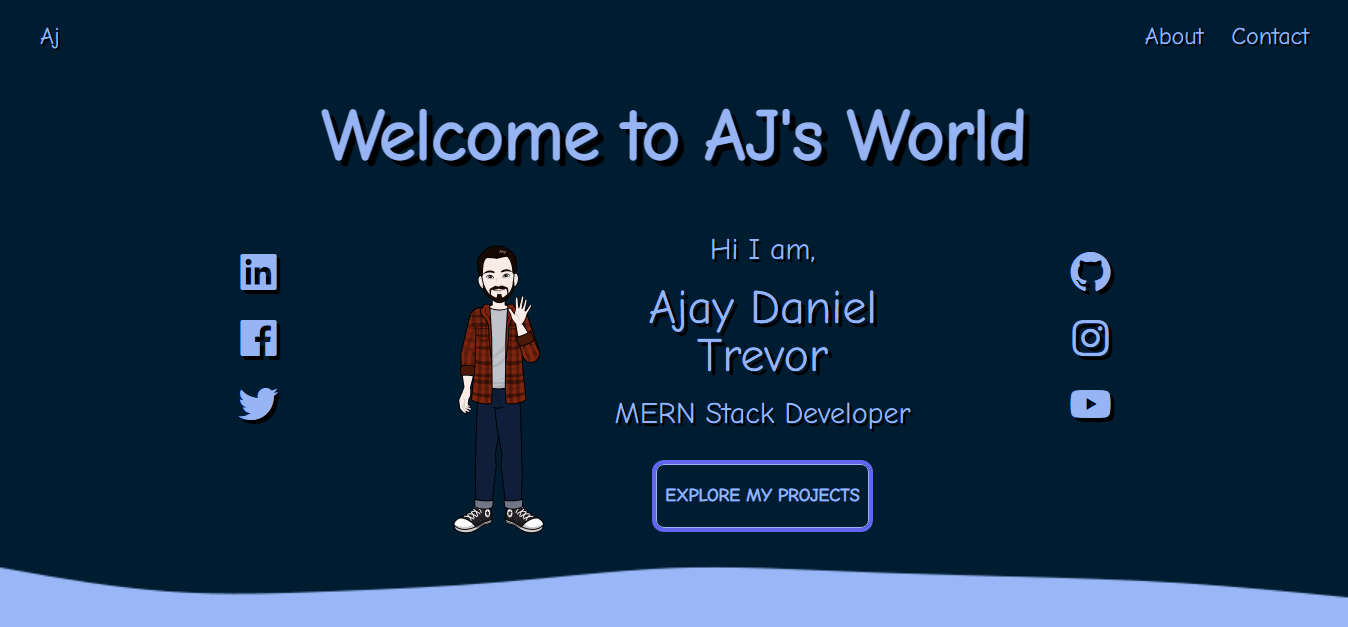 Aj
About Contact
Welcome to AJ's World
Hi I am,
Ajay Daniel
Trevor
MERN Stack Developer
EXPLORE MY PROJECTS